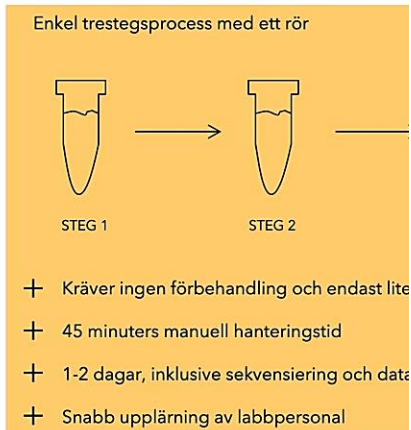 Enkel trestegsprocess med ett rör
STEG 1
STEG 2
+ Kräver ingen förbehandling och endast lite
+ 45 minuters manuell hanteringstid
+ 1-2 dagar, inklusive sekvensiering och data
+ Snabb upplärning av labbpersonal